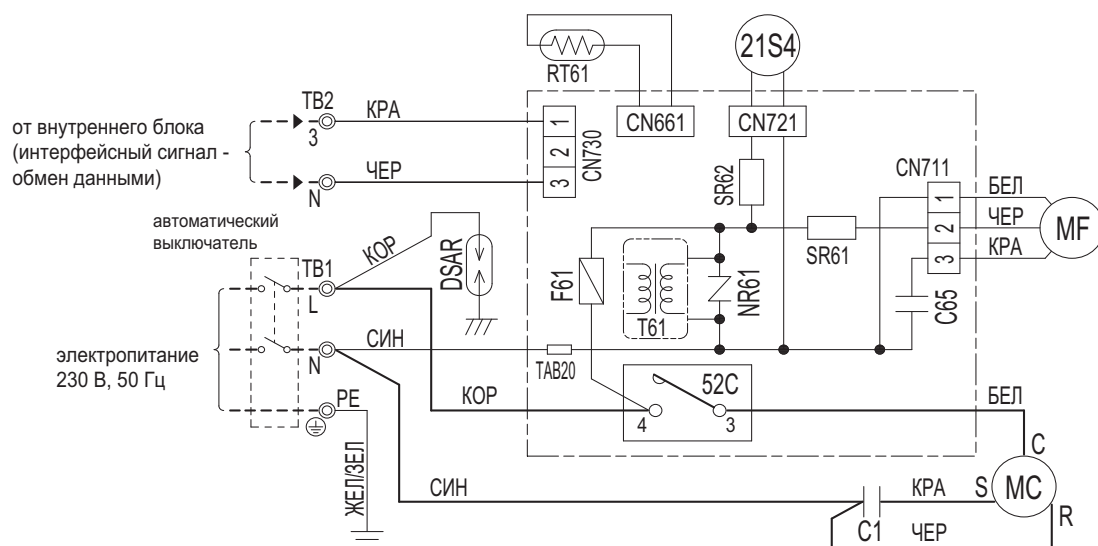 21S4
RT61
TB2
КРА
3
от внутреннего блока
(интерфейсный сигнал -
обмен данными)
ЧЕР
N
1
2
3
CN730
CN661
CN721
CN711
SR62
1
2
3
БЕЛ
ЧЕР
КРА
MF
SR61
C65
автоматический
выключатель
КОР
DSAR
TB1
L
F61
T61
NR61
СИН
N
TAB20
электропитание
230 В, 50 Гц
PE
ЖЕЛ/ЗЕЛ
КОР
52C
4
3
БЕЛ
C
СИН
КРА
S
MC
C1
ЧЕР
R